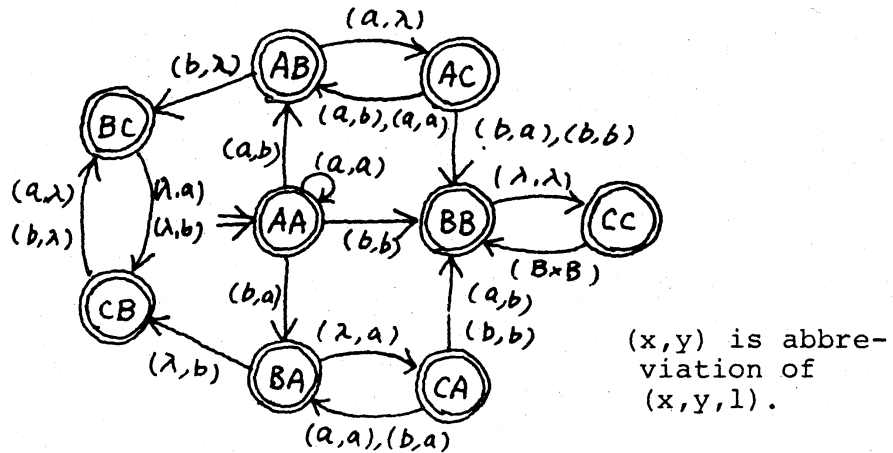 (a,λ)
(b,λ)
AB
AC
BC
(a,b),(a,a)
(b,a),(b,b)
(a,b)
(a,a)
(λ,λ)
(a,λ)
(b,λ)
(λ,a)
(λ,b)
AA
(b,b)
BB
CC
(B×B)
(b,a)
(a,b)
(b,b)
CB
(λ,a)
(λ,b)
BA
CA
(a,a),(b,a)
(x,y) is abbre-
viation of
(x,y,1).